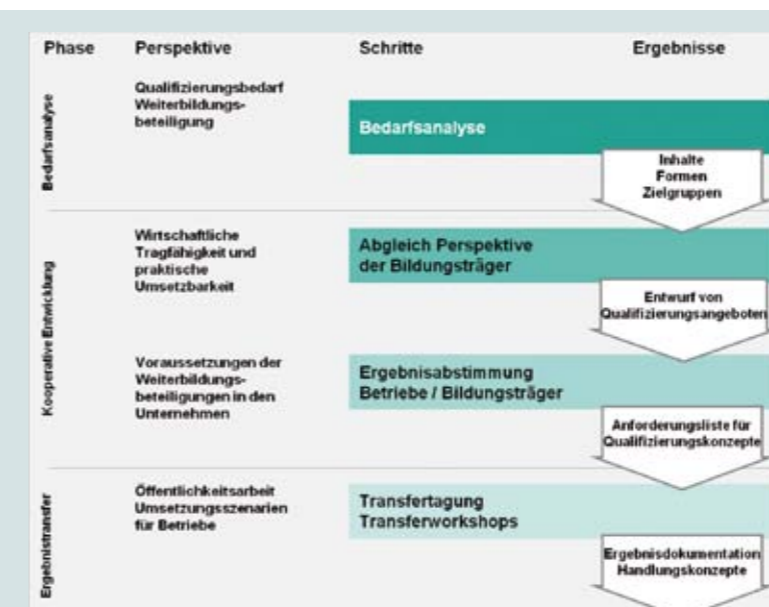 Phase Perspektive Schritte Ergebnisse
Bedarfsanalyse
Qualifizierungsbedarf
Weiterbildungs-
beteiligung
Bedarfsanalyse
Inhalte
Formen
Zielgruppen
Kooperative Entwicklung
Wirtschaftliche
Tragfähigkeit und
praktische
Umsetzbarkeit
Abgleich Perspektive
der Bildungsträger
Entwurf von
Qualifizierungsangeboten
Voraussetzungen der
Weiterbildungs-
beteiligungen in den
Unternehmen
Ergebnisabstimmung
Betriebe / Bildungsträger
Anforderungsliste für
Qualifizierungskonzepte
Ergebnistransfer
Öffentlichkeitsarbeit
Umsetzungsszenarien
für Betriebe
Transfertagung
Transferworkshops
Ergebnisdokumentation
Handlungskonzepte